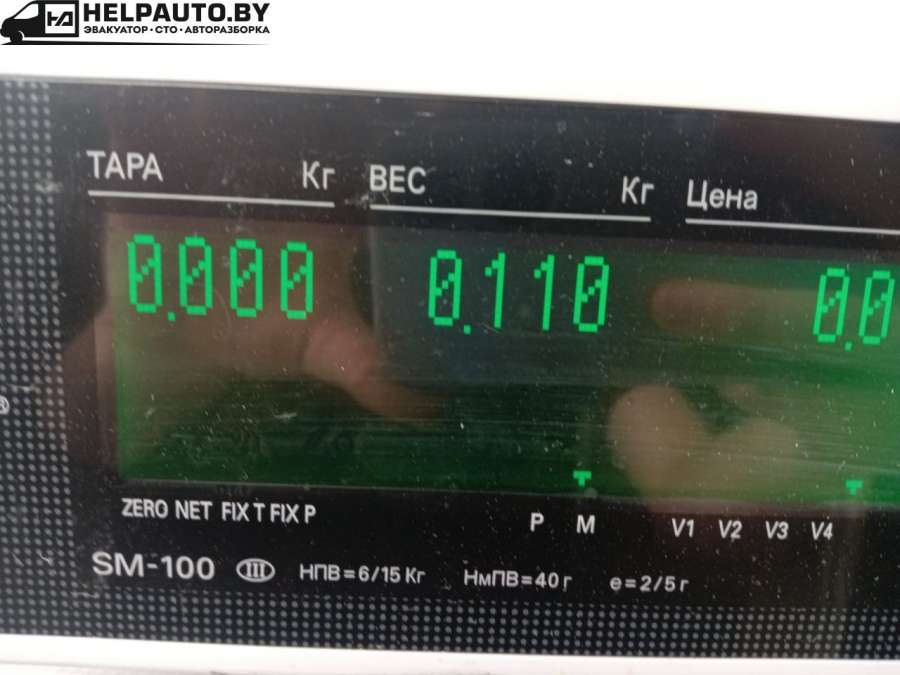 HELPAUTO.BY
ЭВАКУАТОР · СТО · АВТОРАЗБОРКА
ТАРА Кг ВЕС Кг Цена
0.000 0.110 0.0
®
ZERO NET FIX T FIX P P M V1 V2 V3 V4
SM-100 III НПВ=6/15 Кг НмПВ=40 г e=2/5 г